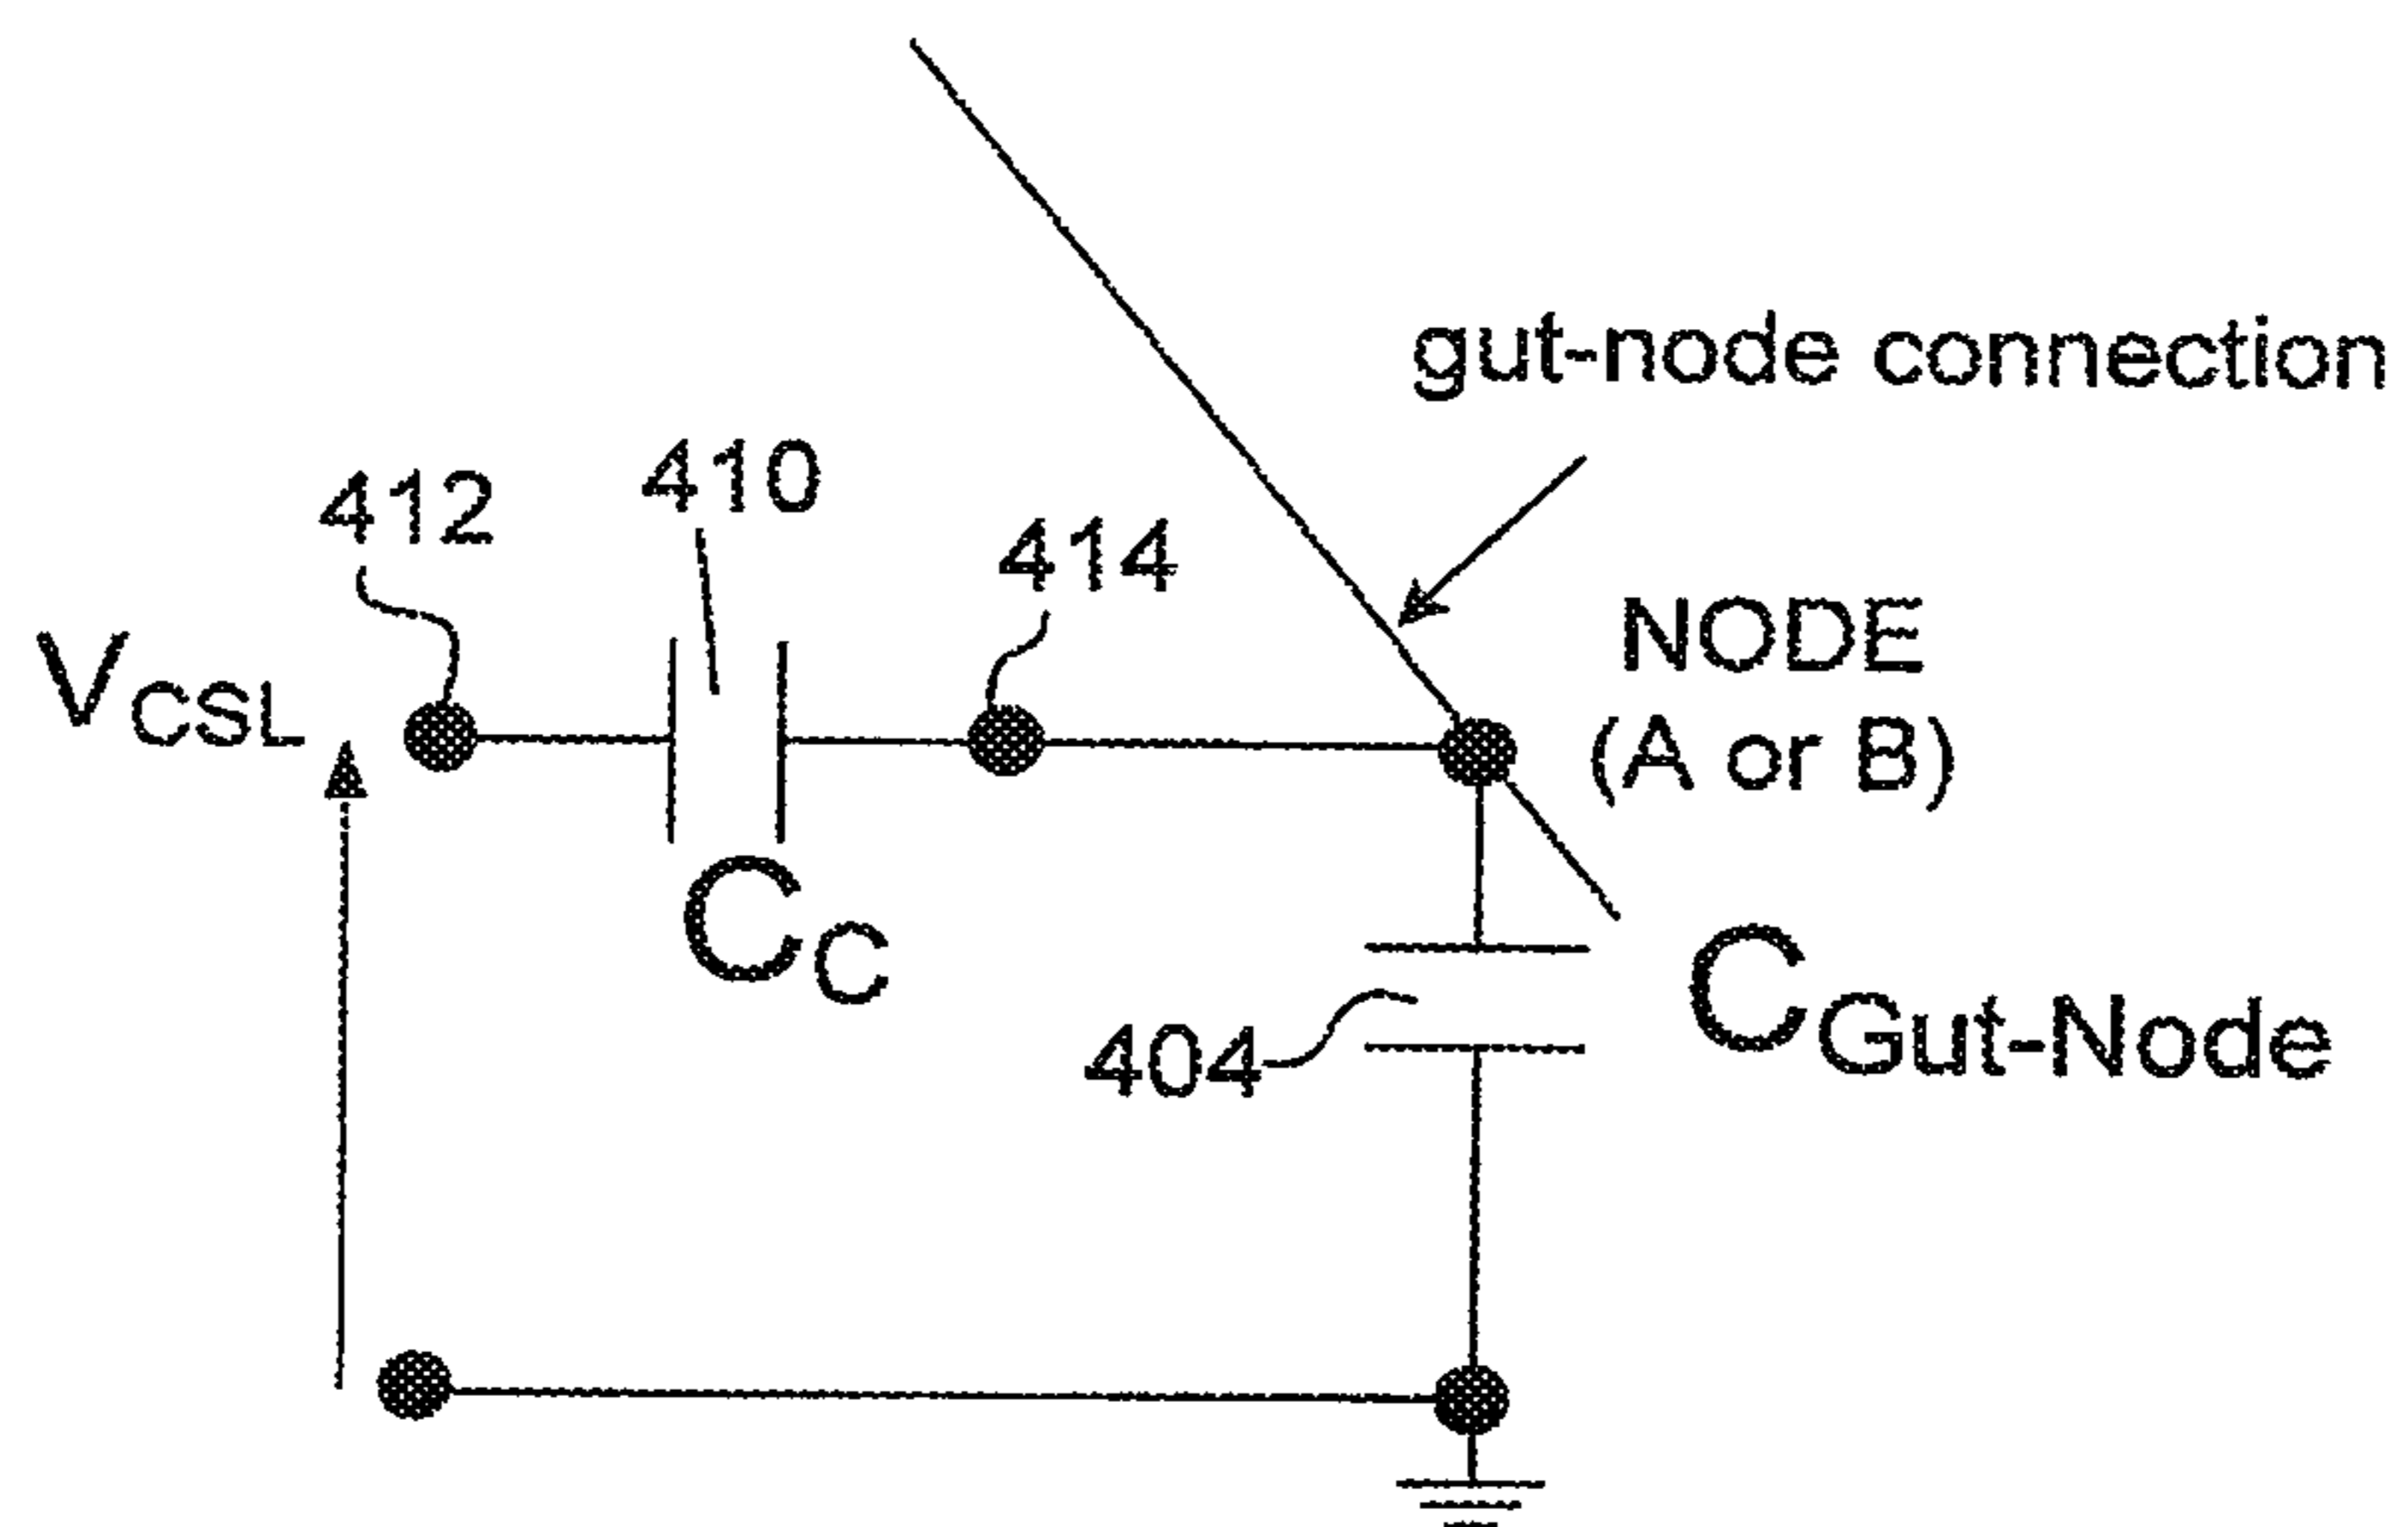 gut-node connection
410
412
414
NODE
(A or B)
VCSL
CC
CGut-Node
404